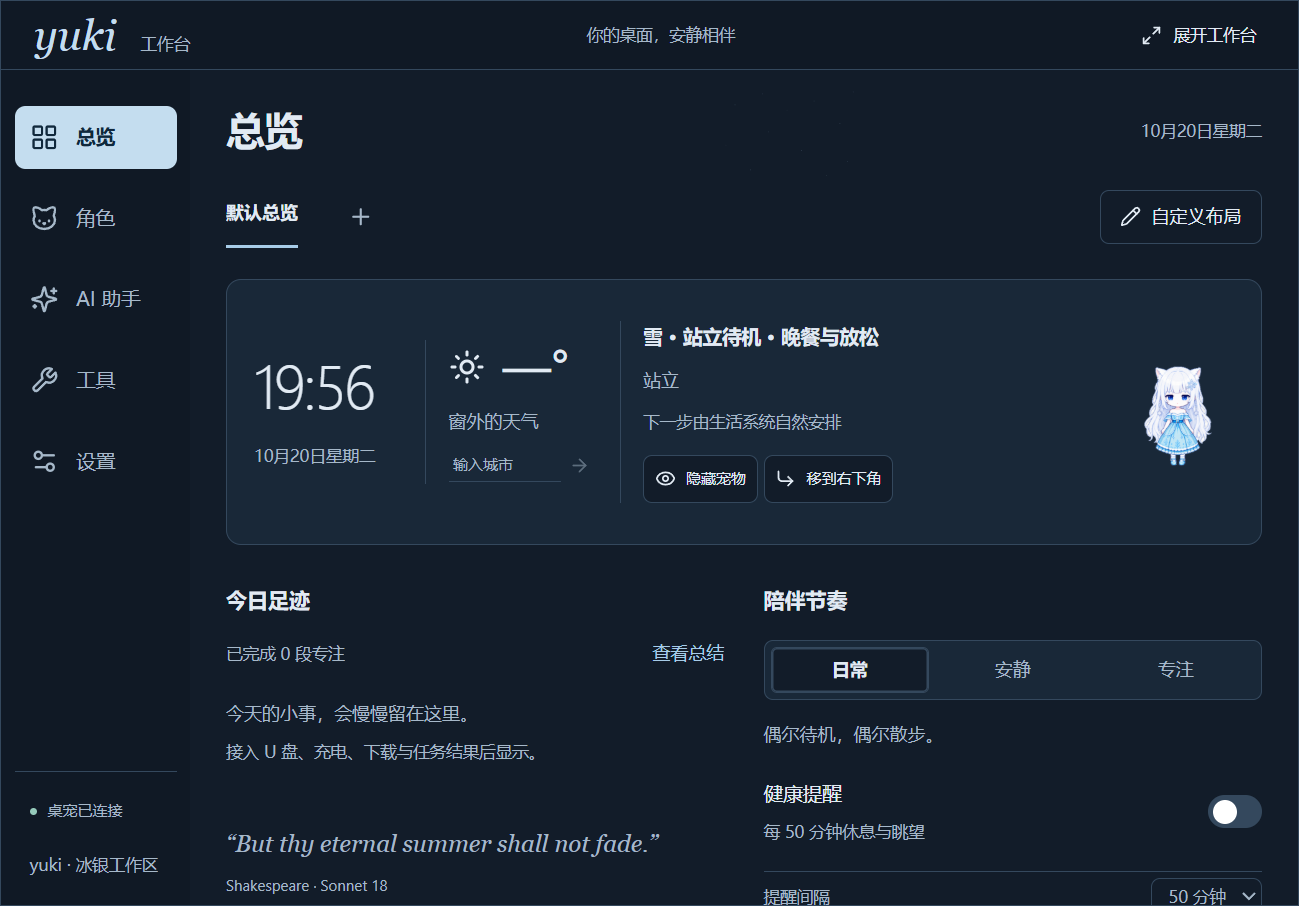 yuki 工作台
你的桌面，安静相伴
展开工作台
总览
角色
AI 助手
工具
设置
桌宠已连接
yuki · 冰银工作区
总览
10月20日星期二
默认总览
自定义布局
19:56
10月20日星期二
—°
窗外的天气
输入城市
雪 • 站立待机 • 晚餐与放松
站立
下一步由生活系统自然安排
隐藏宠物
移到右下角
今日足迹
已完成 0 段专注
查看总结
今天的小事，会慢慢留在这里。
接入 U 盘、充电、下载与任务结果后显示。
“But thy eternal summer shall not fade.”
Shakespeare · Sonnet 18
陪伴节奏
日常
安静
专注
偶尔待机，偶尔散步。
健康提醒
每 50 分钟休息与眺望
提醒间隔
50 分钟